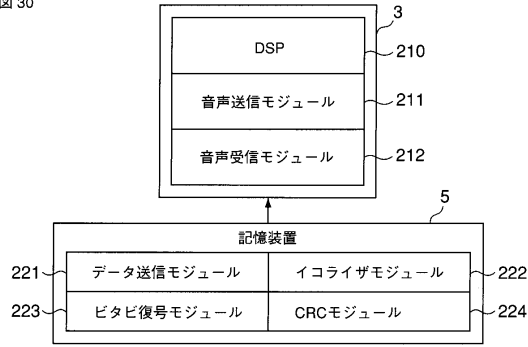 図30
3
DSP
210
音声送信モジュール
211
音声受信モジュール
212
5
記憶装置
221
データ送信モジュール
イコライザモジュール
222
223
ビタビ復号モジュール
CRCモジュール
224